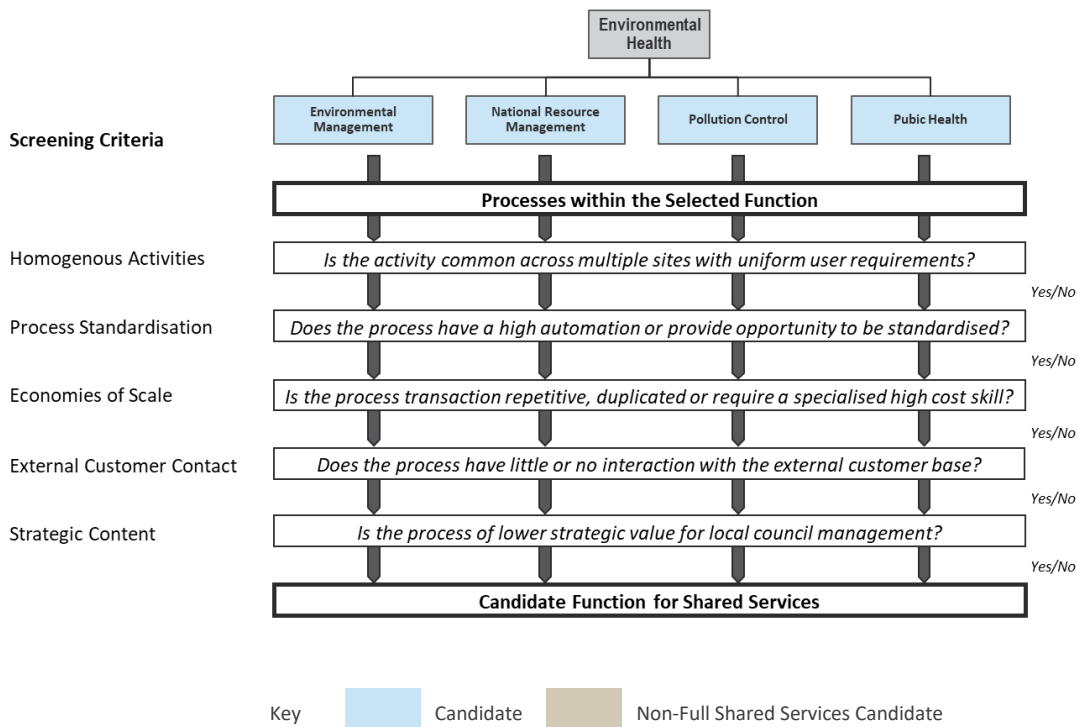 Environmental
Health
Environmental
Management
National Resource
Management
Pollution Control
Pubic Health
Screening Criteria
Processes within the Selected Function
Homogenous Activities
Is the activity common across multiple sites with uniform user requirements?
Yes/No
Process Standardisation
Does the process have a high automation or provide opportunity to be standardised?
Yes/No
Economies of Scale
Is the process transaction repetitive, duplicated or require a specialised high cost skill?
Yes/No
External Customer Contact
Does the process have little or no interaction with the external customer base?
Yes/No
Strategic Content
Is the process of lower strategic value for local council management?
Yes/No
Candidate Function for Shared Services
Key
Candidate
Non-Full Shared Services Candidate